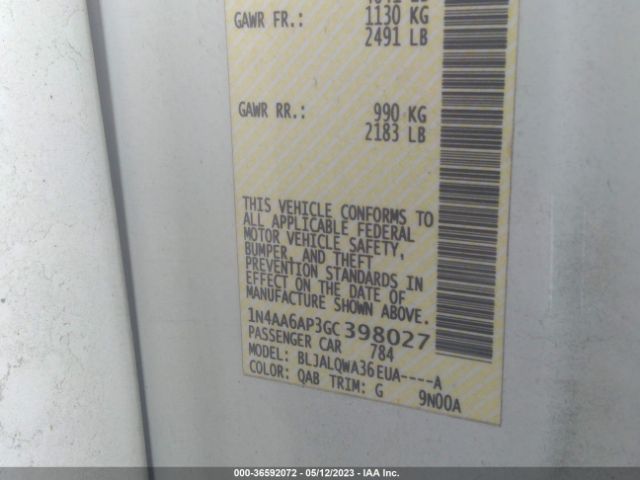 GAWR FR.: 1130 KG
2491 LB
GAWR RR.: 990 KG
2183 LB
THIS VEHICLE CONFORMS TO
ALL APPLICABLE FEDERAL
MOTOR VEHICLE SAFETY,
BUMPER, AND THEFT
PREVENTION STANDARDS IN
EFFECT ON THE DATE OF
MANUFACTURE SHOWN ABOVE.
1N4AA6AP3GC398027
PASSENGER CAR 784
MODEL: BLJALQWA36EUA----A
COLOR: QAB TRIM: G 9N00A
000-36592072 - 05/12/2023 - IAA Inc.